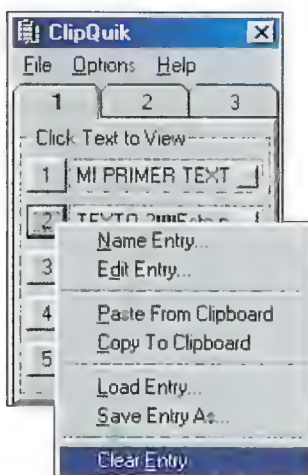 ClipQuik
File Options Help
1 2 3
Click Text to View
1 MI PRIMER TEXT
2 TEXTO
3
4
5
Name Entry...
Edit Entry...
Paste From Clipboard
Copy To Clipboard
Load Entry...
Save Entry As...
Clear Entry